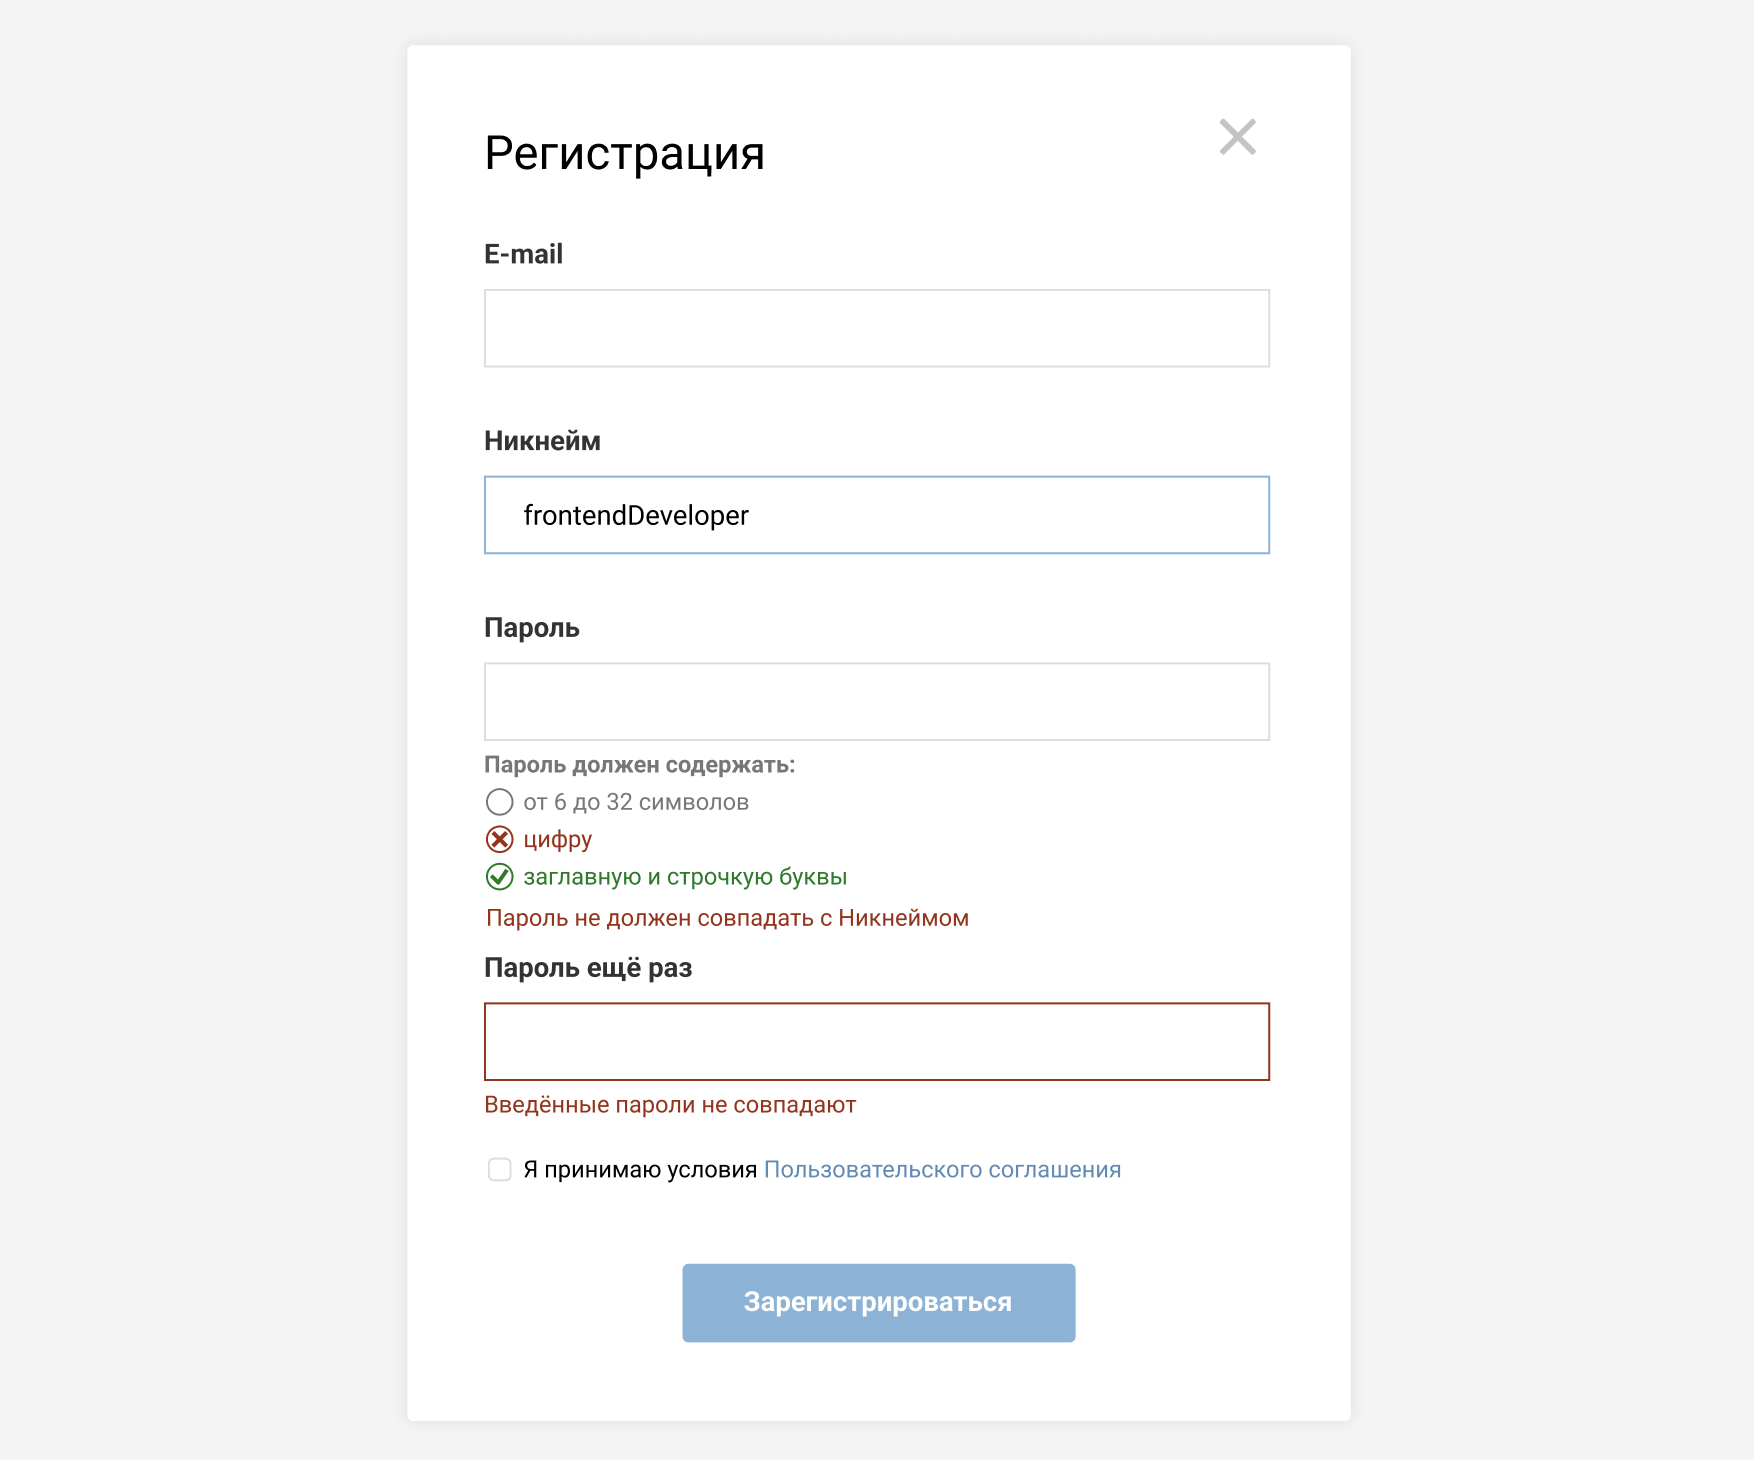 Регистрация
E-mail
Никнейм
frontendDeveloper
Пароль
Пароль должен содержать:
от 6 до 32 символов
цифру
заглавную и строчкую буквы
Пароль не должен совпадать с Никнеймом
Пароль ещё раз
Введённые пароли не совпадают
Я принимаю условия Пользовательского соглашения
Зарегистрироваться